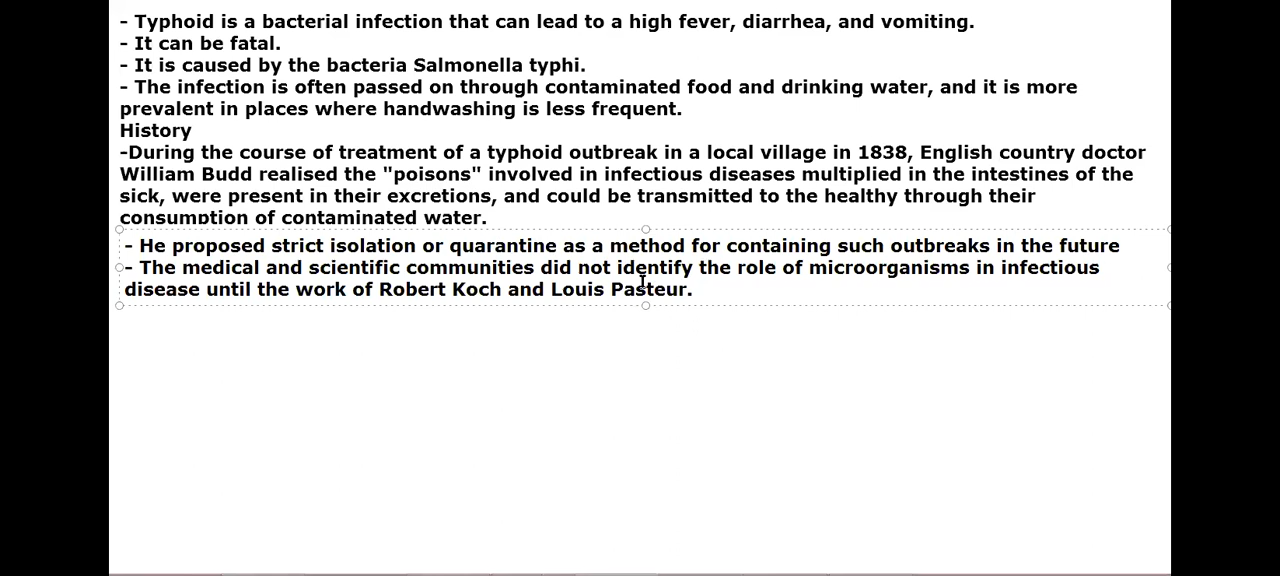 - Typhoid is a bacterial infection that can lead to a high fever, diarrhea, and vomiting.
- It can be fatal.
- It is caused by the bacteria Salmonella typhi.
- The infection is often passed on through contaminated food and drinking water, and it is more
prevalent in places where handwashing is less frequent.
History
-During the course of treatment of a typhoid outbreak in a local village in 1838, English country doctor
William Budd realised the "poisons" involved in infectious diseases multiplied in the intestines of the
sick, were present in their excretions, and could be transmitted to the healthy through their
consumption of contaminated water.
- He proposed strict isolation or quarantine as a method for containing such outbreaks in the future
- The medical and scientific communities did not identify the role of microorganisms in infectious
disease until the work of Robert Koch and Louis Pasteur.